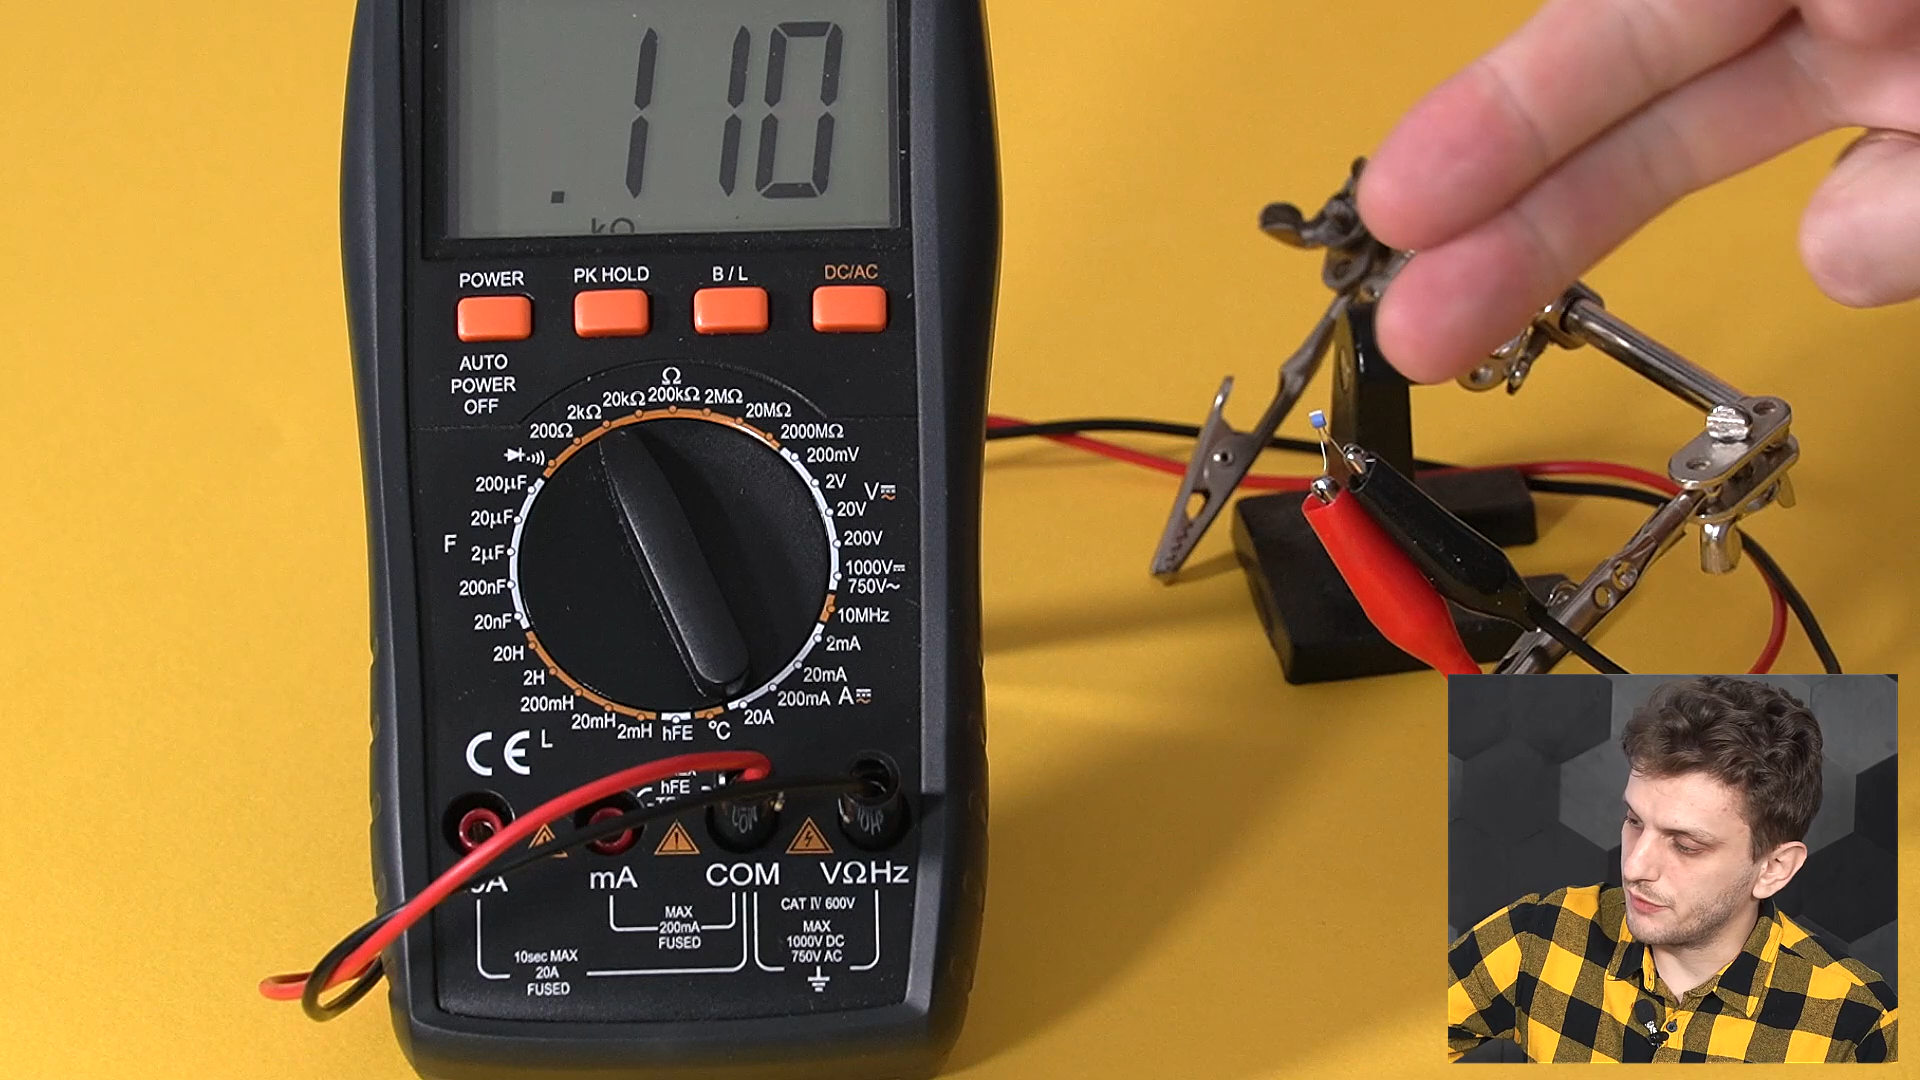 .110
kΩ
POWER PK HOLD B / L DC/AC
AUTO
POWER
OFF
Ω
200Ω 2kΩ 20kΩ 200kΩ 2MΩ 20MΩ 2000MΩ
200mV
2V
V
20V
200V
1000V
750V~
10MHz
2mA
20mA
200mA A
20A
°C
hFE
2mH
20mH
200mH
2H
20H
L
20nF
200nF
2μF
F
20μF
200μF
CE
hFE
mA COM VΩHz
MAX
200mA
FUSED
CAT IV 600V
MAX
1000V DC
750V AC
10sec MAX
20A
FUSED